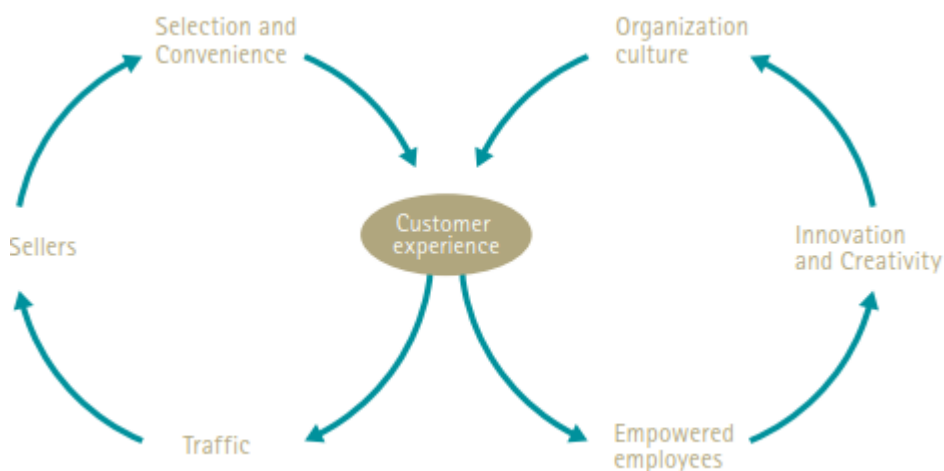 Selection and
Convenience
Organization
culture
Customer
experience
Sellers
Innovation
and Creativity
Traffic
Empowered
employees